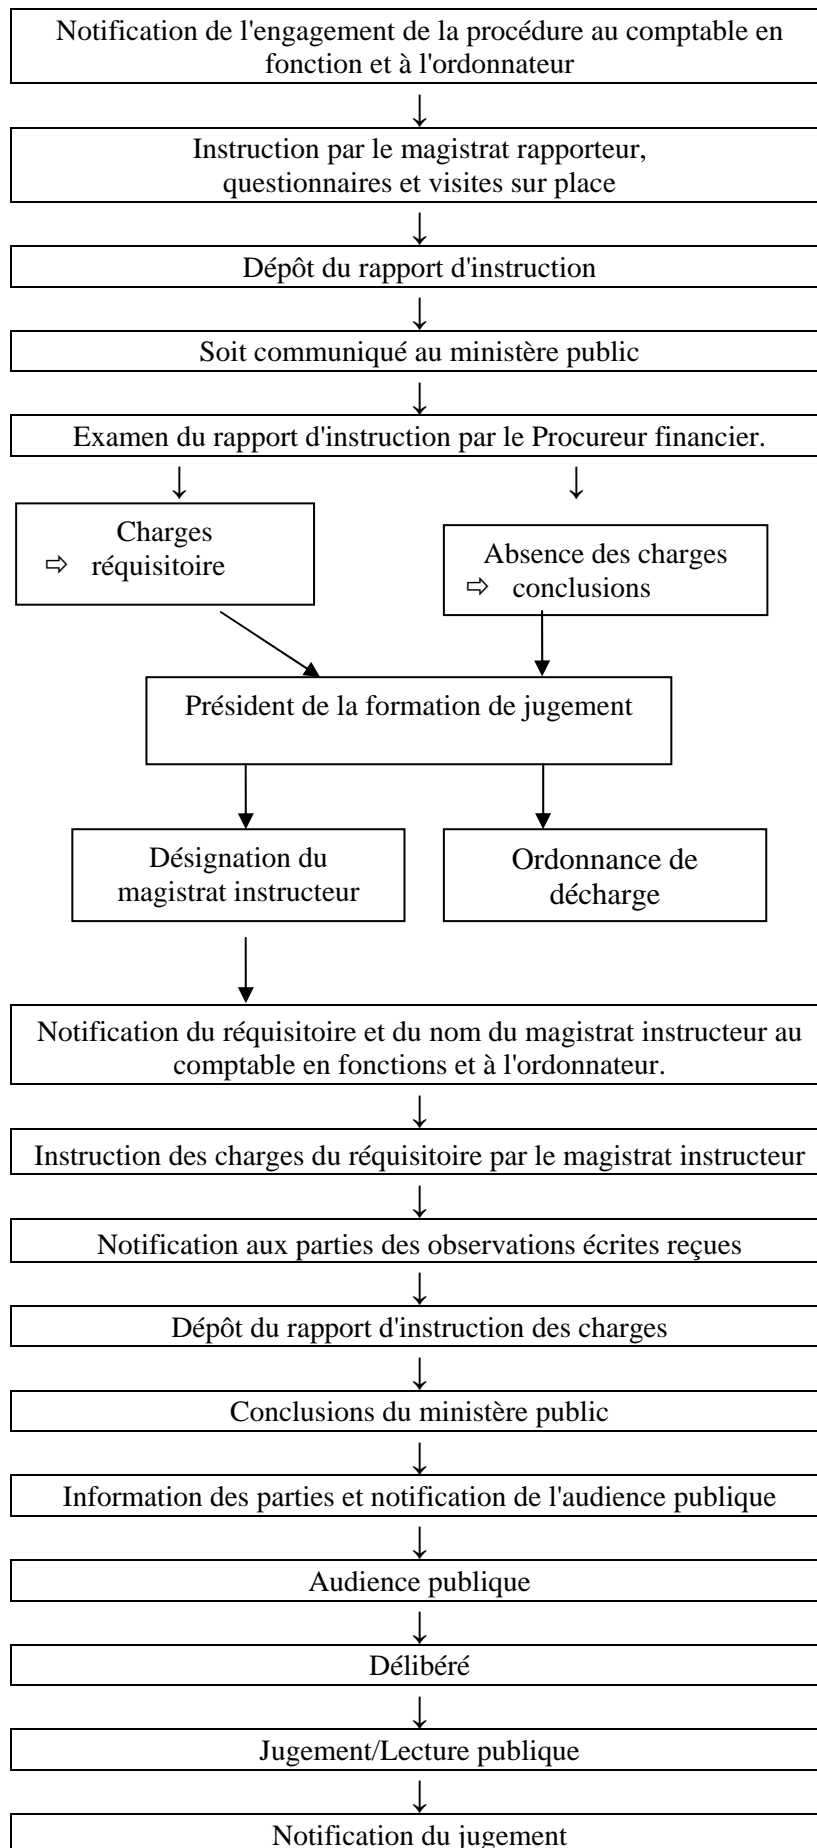 Notification de l'engagement de la procédure au comptable en
fonction et à l'ordonnateur
↓
Instruction par le magistrat rapporteur,
questionnaires et visites sur place
↓
Dépôt du rapport d'instruction
↓
Soit communiqué au ministère public
↓
Examen du rapport d'instruction par le Procureur financier.
↓ ↓
Charges
⇨ réquisitoire
Absence des charges
⇨ conclusions
Président de la formation de jugement
Désignation du
magistrat instructeur
Ordonnance de
décharge
Notification du réquisitoire et du nom du magistrat instructeur au
comptable en fonctions et à l'ordonnateur.
↓
Instruction des charges du réquisitoire par le magistrat instructeur
↓
Notification aux parties des observations écrites reçues
↓
Dépôt du rapport d'instruction des charges
↓
Conclusions du ministère public
↓
Information des parties et notification de l'audience publique
↓
Audience publique
↓
Délibéré
↓
Jugement/Lecture publique
↓
Notification du jugement